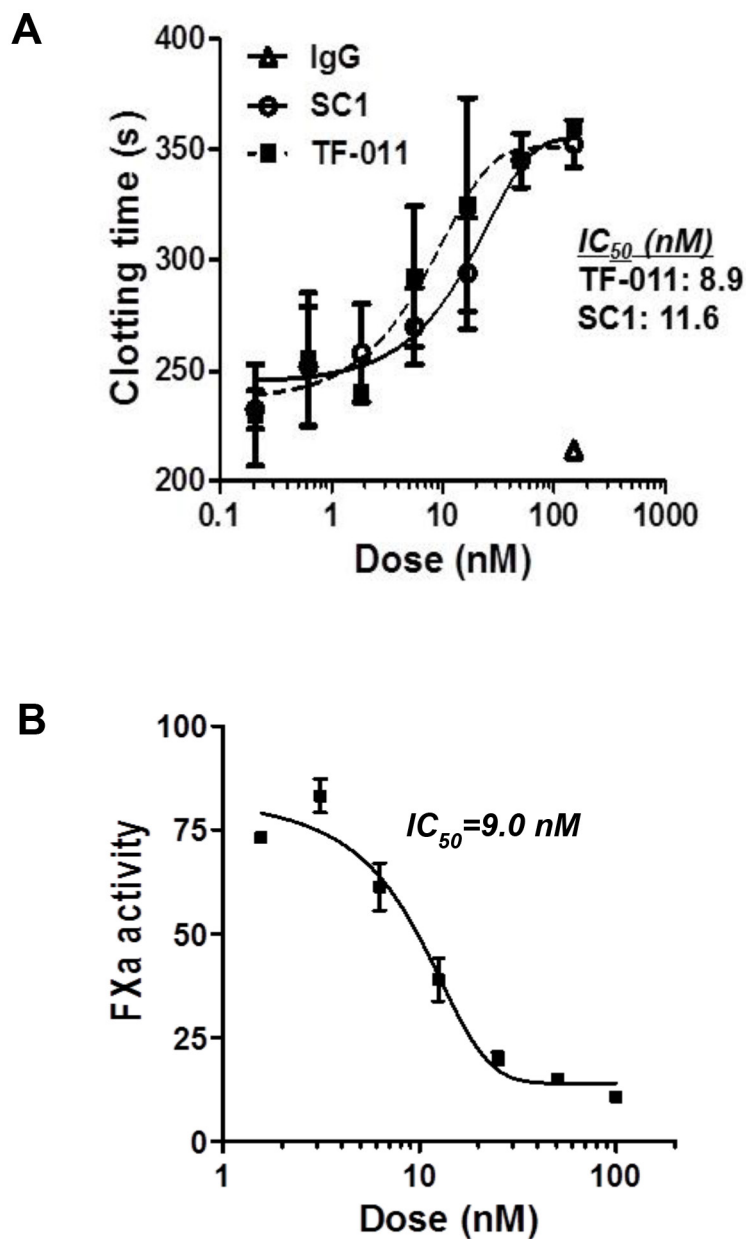 A
400
350
300
250
200
Clotting time (s)
IgG
SC1
TF-011
IC50 (nM)
TF-011: 8.9
SC1: 11.6
0.1 1 10 100 1000
Dose (nM)
B
100
75
50
25
0
FXa activity
IC50=9.0 nM
1 10 100
Dose (nM)